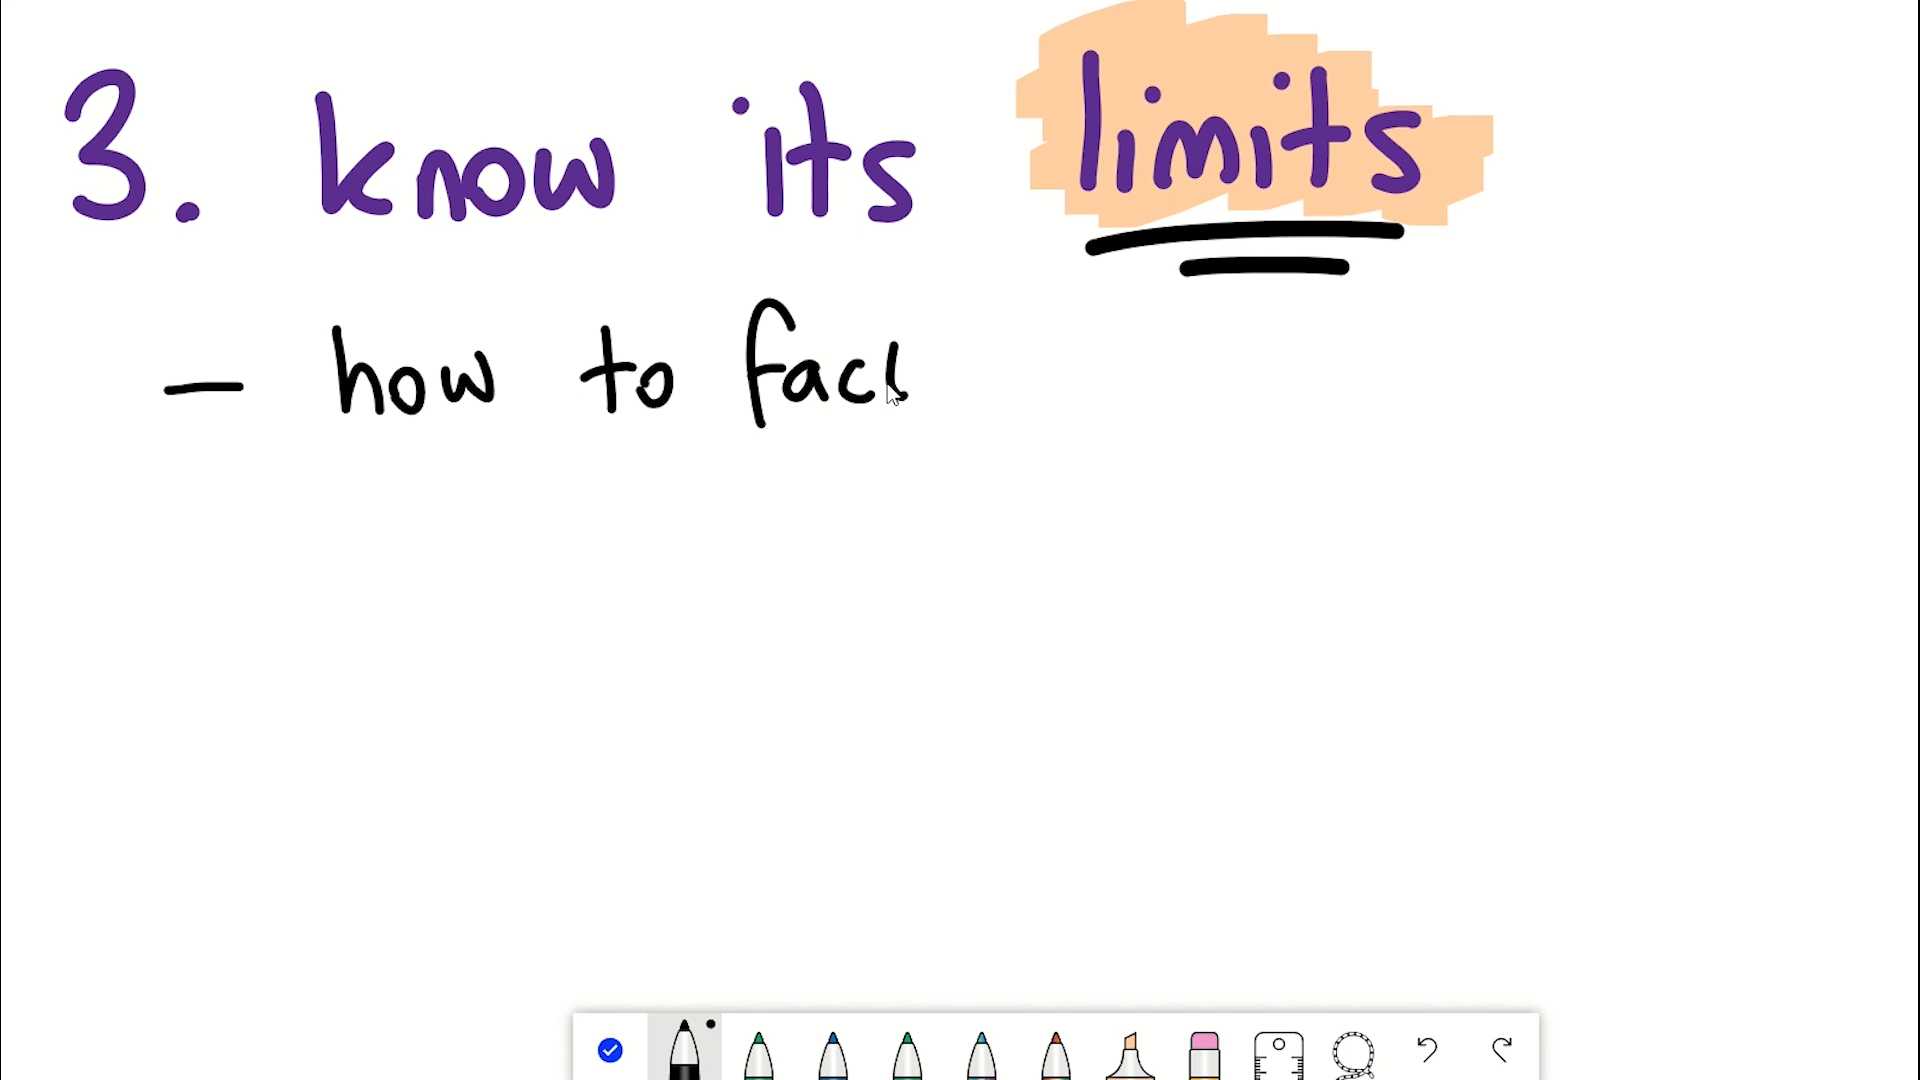 3. know its limits
- how to fac